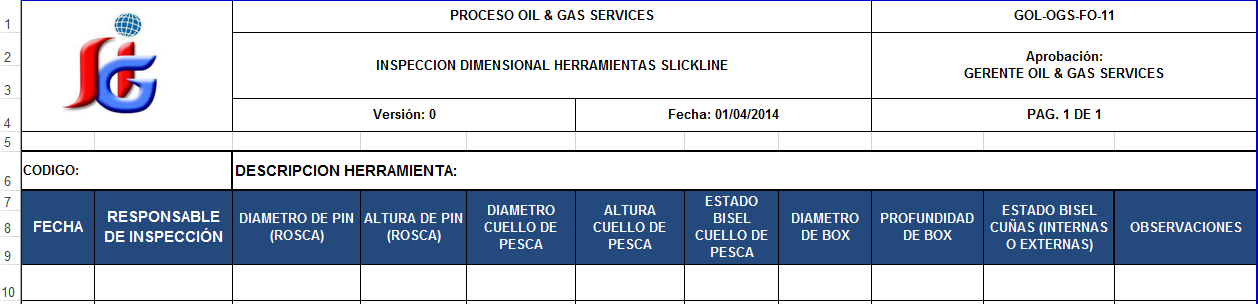 1
PROCESO OIL & GAS SERVICES
GOL-OGS-FO-11
2
INSPECCION DIMENSIONAL HERRAMIENTAS SLICKLINE
Aprobación:
GERENTE OIL & GAS SERVICES
3
4
Versión: 0
Fecha: 01/04/2014
PAG. 1 DE 1
5
6
CODIGO:
DESCRIPCION HERRAMIENTA:
7
8
9
FECHA
RESPONSABLE
DE INSPECCIÓN
DIAMETRO DE PIN
(ROSCA)
ALTURA DE PIN
(ROSCA)
DIAMETRO
CUELLO DE
PESCA
ALTURA
CUELLO DE
PESCA
ESTADO
BISEL
CUELLO DE
PESCA
DIAMETRO
DE BOX
PROFUNDIDAD
DE BOX
ESTADO BISEL
CUÑAS (INTERNAS
O EXTERNAS)
OBSERVACIONES
10